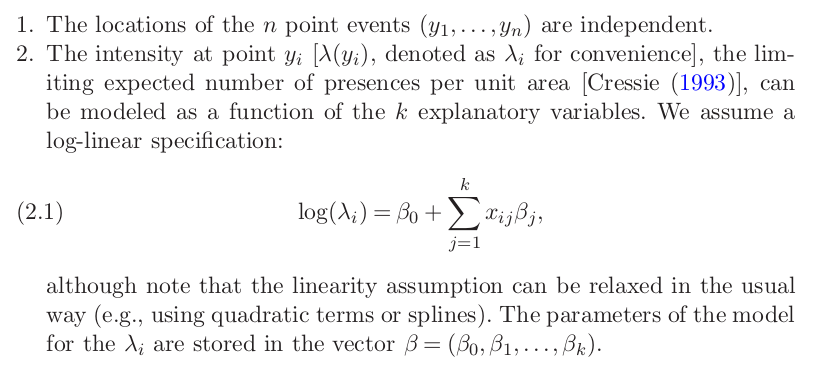 1. The locations of the n point events (y₁, . . . , yₙ) are independent.
2. The intensity at point yᵢ [λ(yᵢ), denoted as λᵢ for convenience], the lim-
iting expected number of presences per unit area [Cressie (1993)], can
be modeled as a function of the k explanatory variables. We assume a
log-linear specification:
(2.1) log(λᵢ) = β₀ + ∑_{j=1}^{k} x_{ij}β_j,
although note that the linearity assumption can be relaxed in the usual
way (e.g., using quadratic terms or splines). The parameters of the model
for the λᵢ are stored in the vector β = (β₀, β₁, . . . , βₖ).